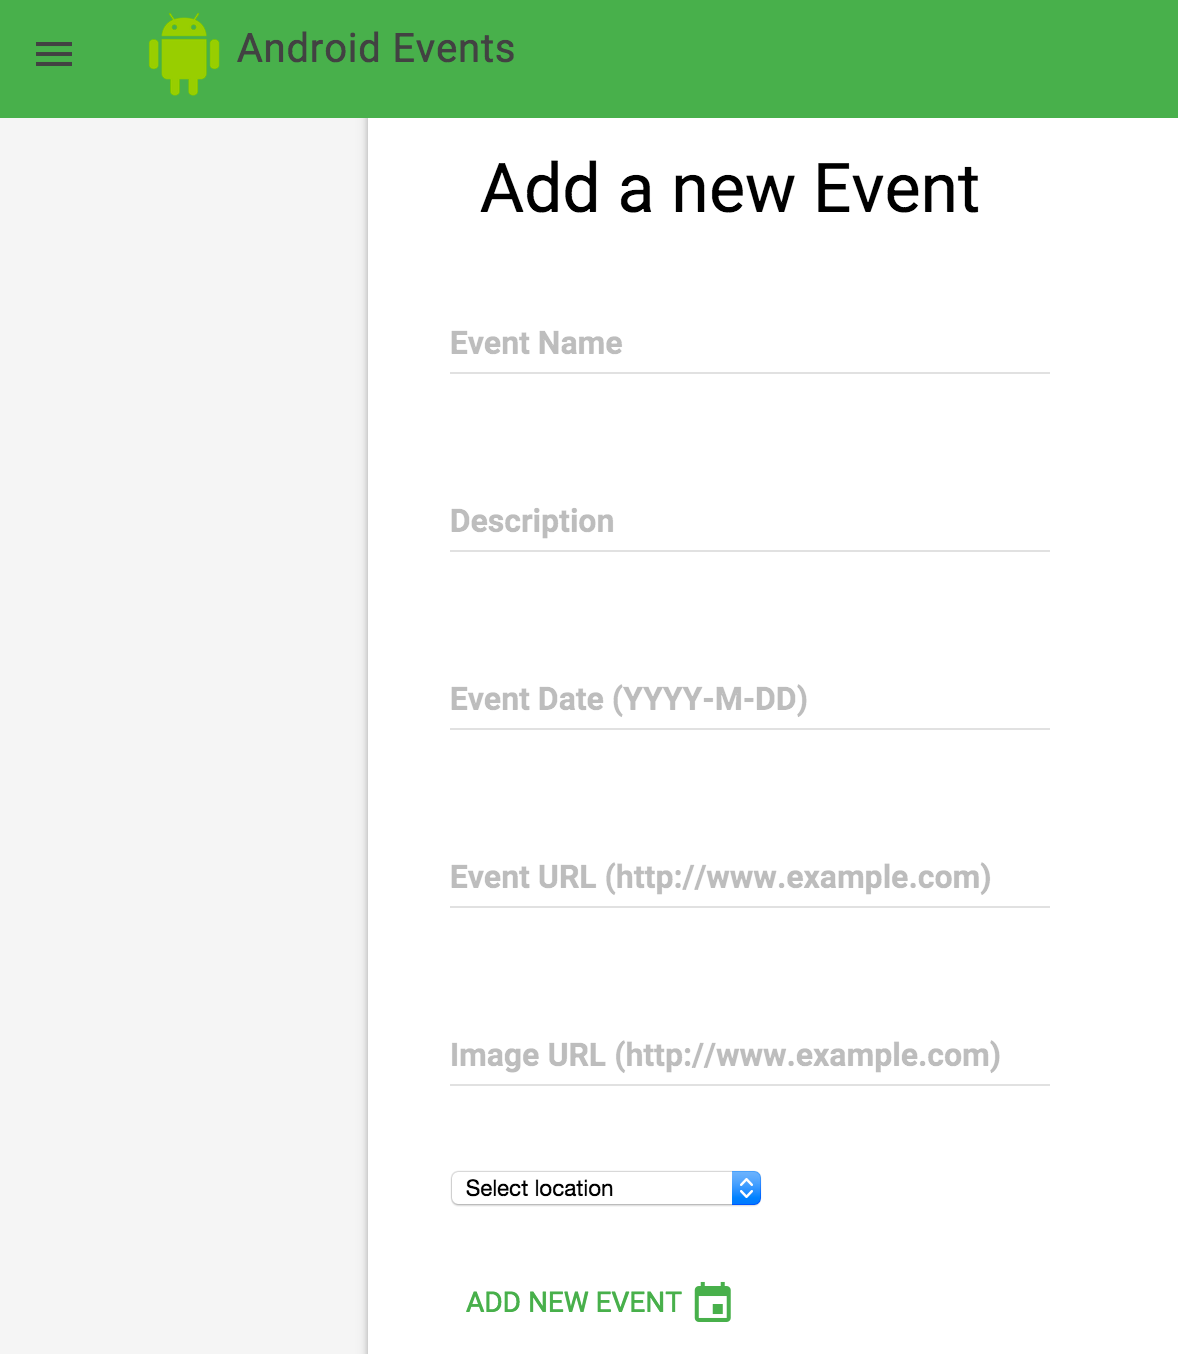 Android Events
Add a new Event
Event Name
Description
Event Date (YYYY-M-DD)
Event URL (http://www.example.com)
Image URL (http://www.example.com)
Select location
ADD NEW EVENT